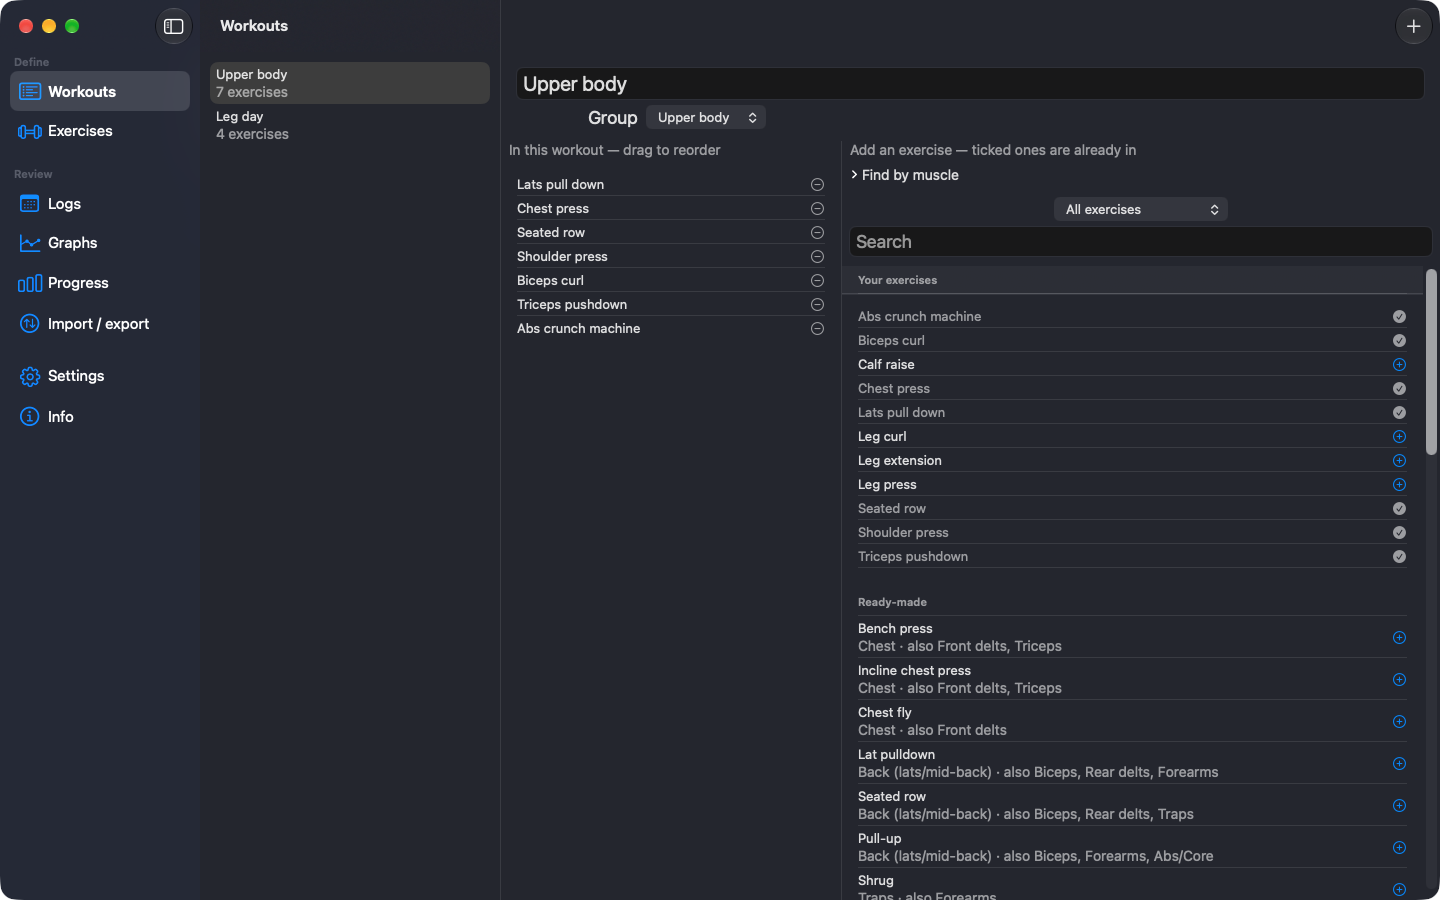 Define
Workouts
Exercises
Review
Logs
Graphs
Progress
Import / export
Settings
Info
Workouts
Upper body
7 exercises
Leg day
4 exercises
Upper body
Group
Upper body
In this workout — drag to reorder
Lats pull down
Chest press
Seated row
Shoulder press
Biceps curl
Triceps pushdown
Abs crunch machine
Add an exercise — ticked ones are already in
Find by muscle
All exercises
Search
Your exercises
Abs crunch machine
Biceps curl
Calf raise
Chest press
Lats pull down
Leg curl
Leg extension
Leg press
Seated row
Shoulder press
Triceps pushdown
Ready-made
Bench press
Chest · also Front delts, Triceps
Incline chest press
Chest · also Front delts, Triceps
Chest fly
Chest · also Front delts
Lat pulldown
Back (lats/mid-back) · also Biceps, Rear delts, Forearms
Seated row
Back (lats/mid-back) · also Biceps, Rear delts, Traps
Pull-up
Back (lats/mid-back) · also Biceps, Forearms, Abs/Core
Shrug
Traps · also Forearms